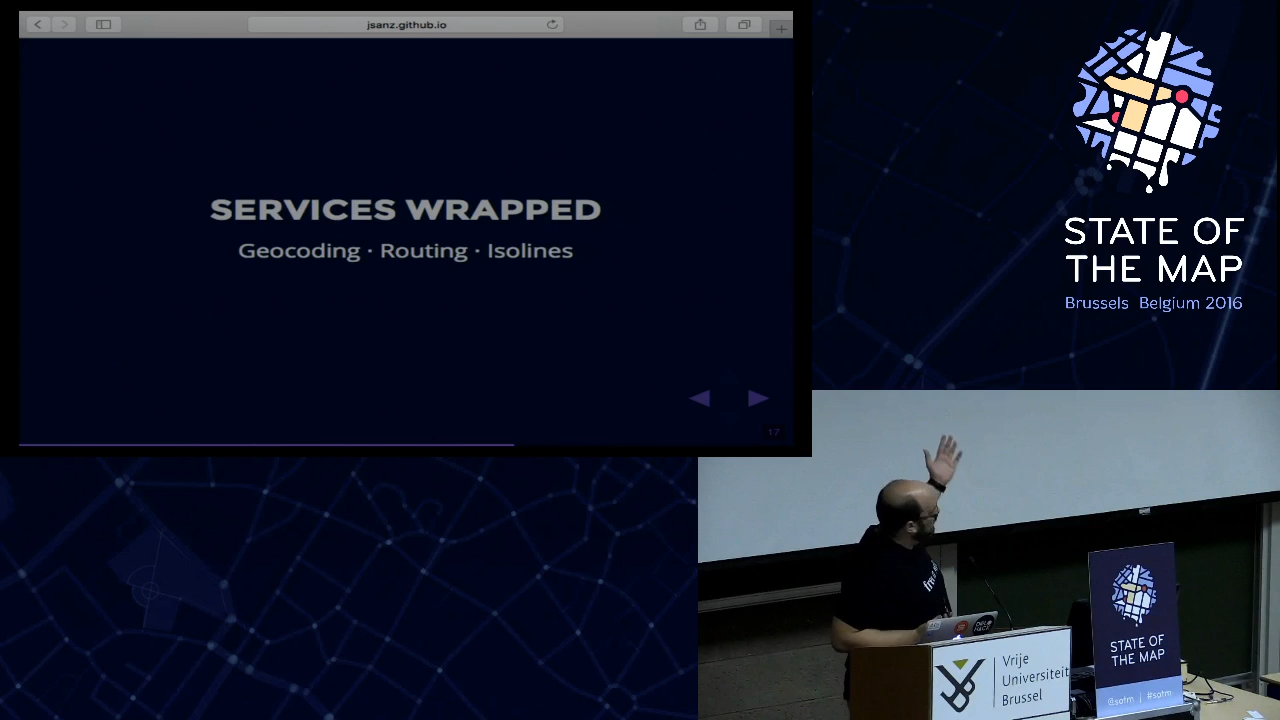 jsanz.github.io
SERVICES WRAPPED
Geocoding · Routing · Isolines
17
STATE OF
THE MAP
Brussels Belgium 2016
Vrije
Universiteit
Brussel
STATE OF
THE MAP
@sotm | #sotm